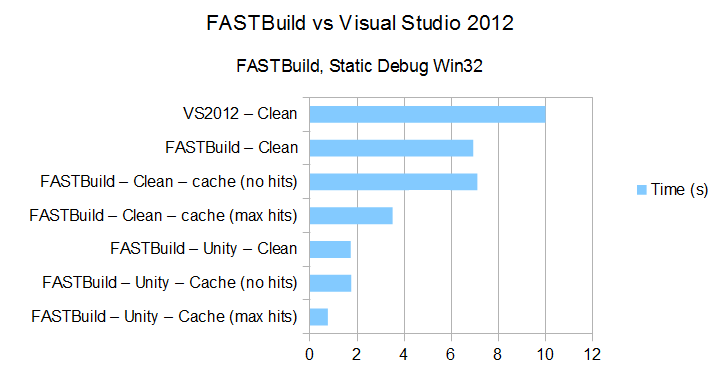 FASTBuild vs Visual Studio 2012
FASTBuild, Static Debug Win32
VS2012 – Clean
FASTBuild – Clean
FASTBuild – Clean – cache (no hits)
FASTBuild – Clean – cache (max hits)
FASTBuild – Unity – Clean
FASTBuild – Unity – Cache (no hits)
FASTBuild – Unity – Cache (max hits)
0 2 4 6 8 10 12
Time (s)